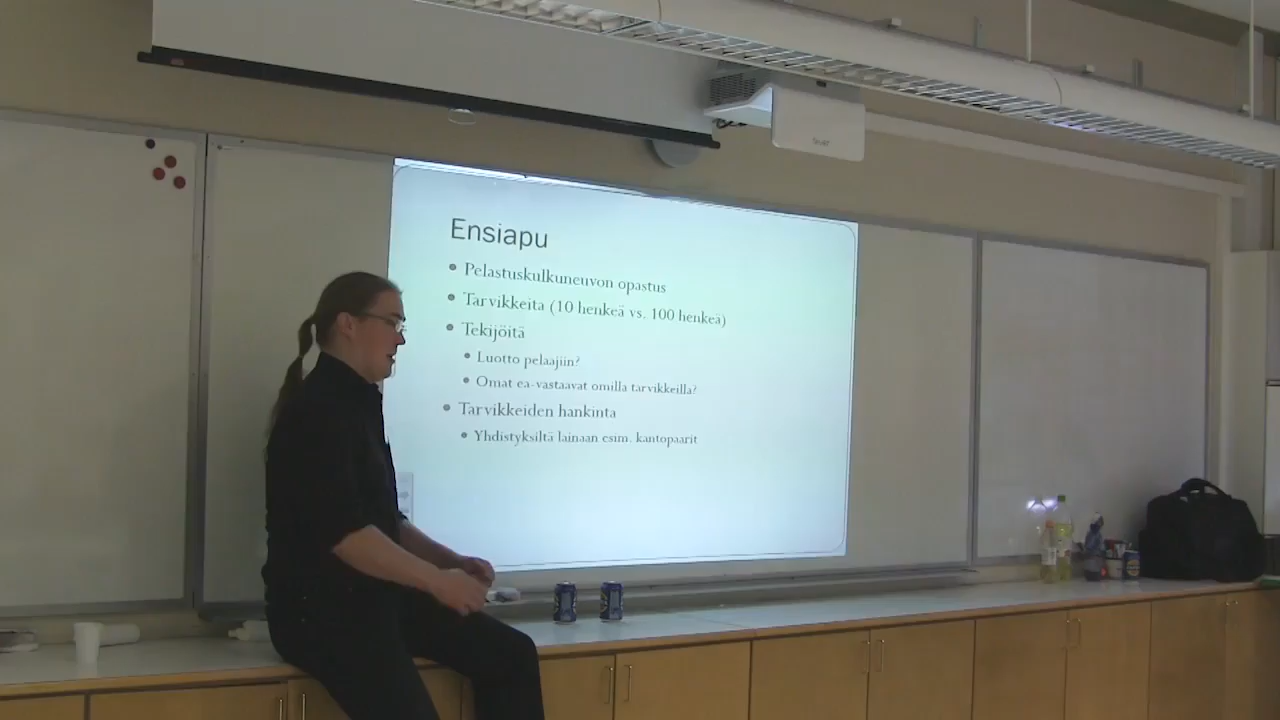 Ensiapu
Pelastuskulkuneuvon opastus
Tarvikkeita (10 henkeä vs. 100 henkeä)
Tekijöitä
Luotto pelaajiin?
Omat ea-vastaavat omilla tarvikkeilla?
Tarvikkeiden hankinta
Yhdistyksiltä lainaan esim. kantopaarit